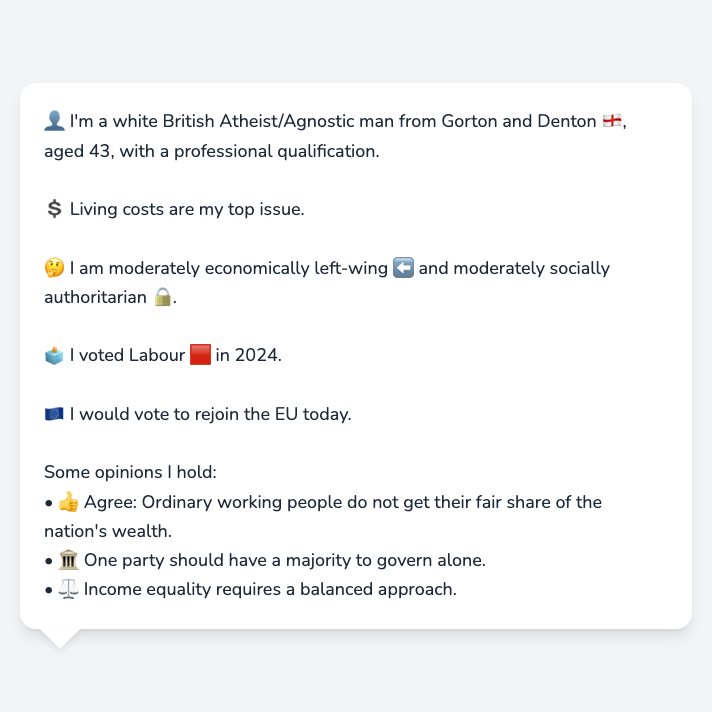 👤 I'm a white British Atheist/Agnostic man from Gorton and Denton 🏴󠁧󠁢󠁥󠁮󠁧󠁿,
aged 43, with a professional qualification.
💲 Living costs are my top issue.
🤔 I am moderately economically left-wing ⬅️ and moderately socially
authoritarian 🔒.
🗳️ I voted Labour 🟥 in 2024.
🇪🇺 I would vote to rejoin the EU today.
Some opinions I hold:
• 👍 Agree: Ordinary working people do not get their fair share of the
nation's wealth.
• 🏛️ One party should have a majority to govern alone.
• ⚖️ Income equality requires a balanced approach.